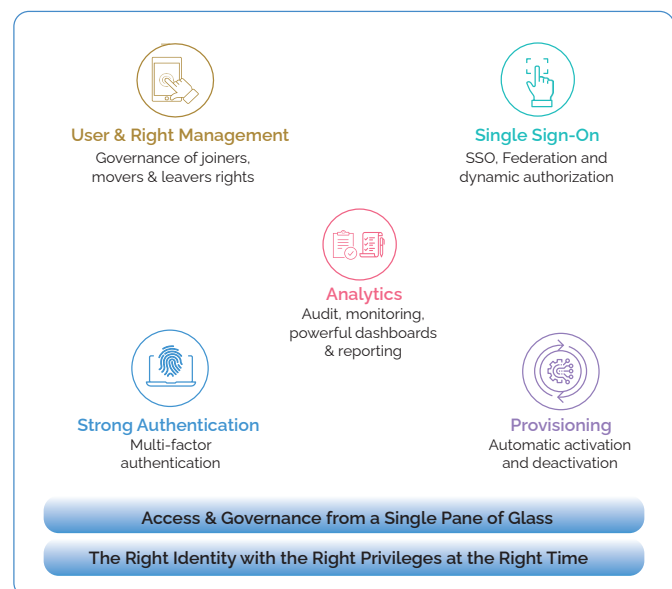 User & Right Management
Governance of joiners,
movers & leavers rights
Single Sign-On
SSO, Federation and
dynamic authorization
Analytics
Audit, monitoring,
powerful dashboards
& reporting
Strong Authentication
Multi-factor
authentication
Provisioning
Automatic activation
and deactivation
Access & Governance from a Single Pane of Glass
The Right Identity with the Right Privileges at the Right Time